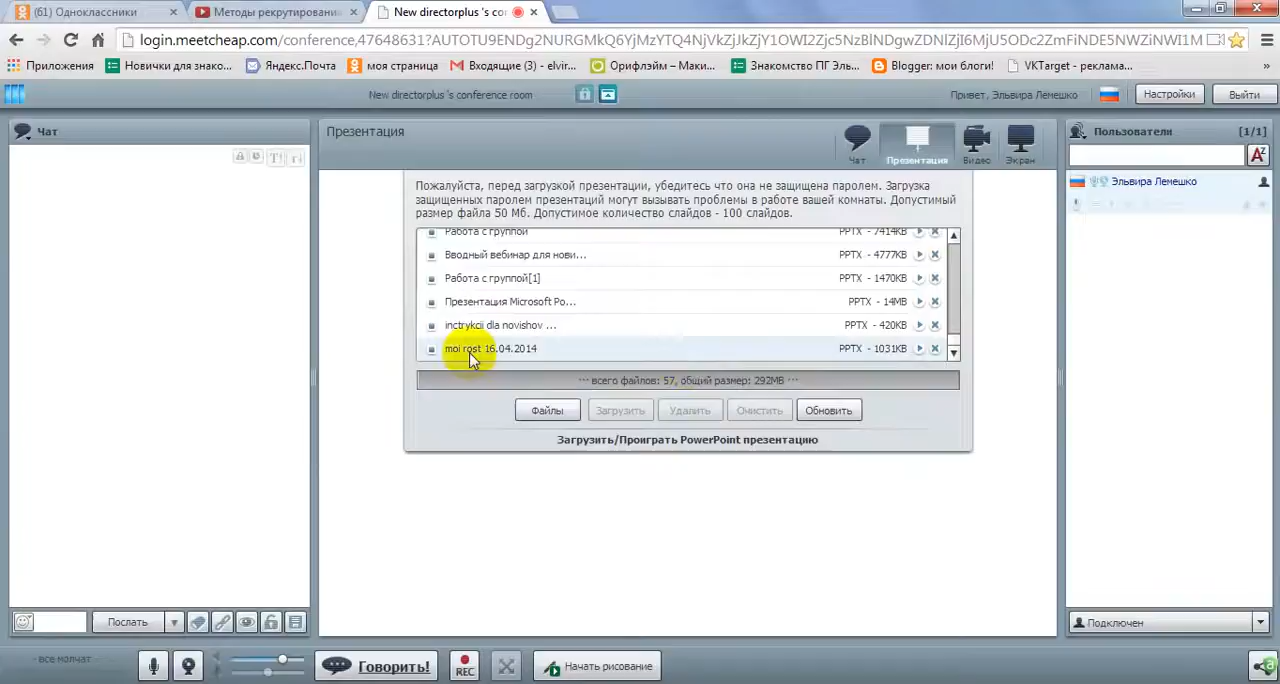 (61) Одноклассники
Методы рекрутировани
New directorplus 's co
login.meetcheap.com/conference,47648631?AUTOTU9ENDg2NURGMkQ6YjMzYTQ4NjVkZjJkZjY1OWI2Zjc5NzBlNDgwZDNlZjI6MjU5ODc2ZmFiNDE5NWZiNWI1M
Приложения
Новички для знако...
Яндекс.Почта
моя страница
Входящие (3) - elvir...
Орифлэйм – Маки...
Знакомство ПГ Эль...
Blogger: мои блоги!
VKTarget - реклама...
»
New directorplus 's conference room
Привет, Эльвира Лемешко
Настройки
Выйти
Чат
Презентация
Чат
Презентация
Видео
Экран
Пользователи
[1/1]
Эльвира Лемешко
Пожалуйста, перед загрузкой презентации, убедитесь что она не защищена паролем. Загрузка
защищенных паролем презентаций могут вызывать проблемы в работе вашей комнаты. Допустимый
размер файла 50 Мб. Допустимое количество слайдов - 100 слайдов.
Работа с группой PPTX - 7414KB
Вводный вебинар для нови... PPTX - 4777KB
Работа с группой[1] PPTX - 1470KB
Презентация Microsoft Po... PPTX - 14MB
inctrykcii dla novishov ... PPTX - 420KB
moi rost 16.04.2014 PPTX - 1031KB
··· всего файлов: 57, общий размер: 292MB ···
Файлы
Загрузить
Удалить
Очистить
Обновить
Загрузить/Проиграть PowerPoint презентацию
Послать
Подключен
- все молчат -
Говорить!
REC
Начать рисование